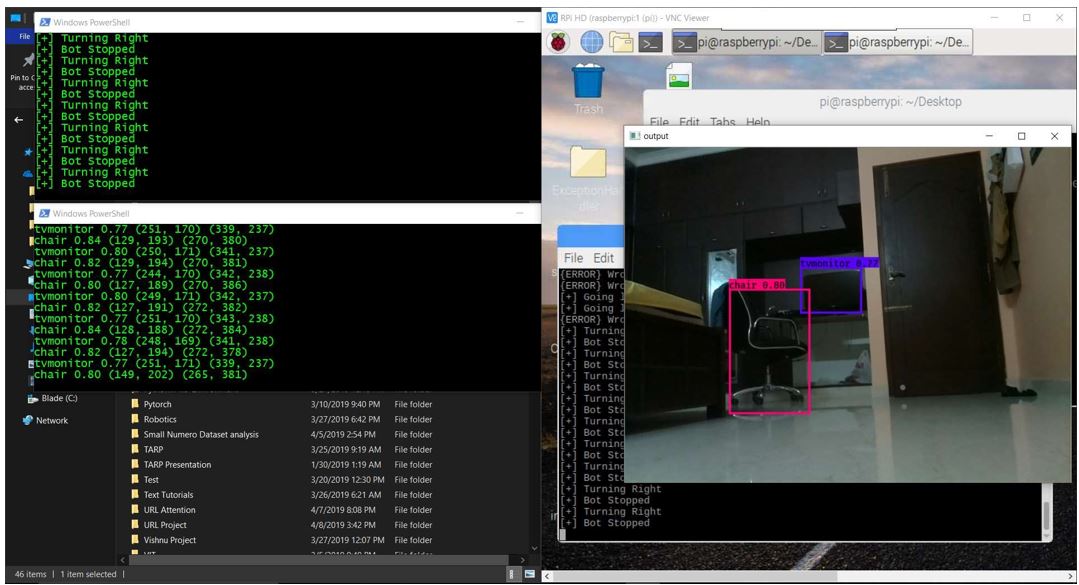 Windows PowerShell
[+] Turning Right
[+] Bot Stopped
[+] Turning Right
[+] Bot Stopped
[+] Turning Right
[+] Bot Stopped
[+] Turning Right
[+] Bot Stopped
[+] Turning Right
[+] Bot Stopped
[+] Turning Right
[+] Bot Stopped
[+] Turning Right
[+] Bot Stopped
File
Pin to
Windows PowerShell
tvmonitor 0.77 (251, 170) (339, 237)
chair 0.84 (129, 193) (270, 380)
tvmonitor 0.80 (250, 171) (341, 237)
chair 0.82 (129, 194) (270, 381)
tvmonitor 0.77 (244, 170) (342, 238)
chair 0.80 (127, 189) (270, 386)
tvmonitor 0.80 (249, 171) (342, 237)
chair 0.82 (127, 191) (272, 382)
tvmonitor 0.77 (251, 170) (343, 238)
chair 0.84 (128, 188) (272, 384)
tvmonitor 0.78 (248, 169) (341, 238)
chair 0.82 (127, 194) (272, 378)
tvmonitor 0.77 (251, 171) (339, 237)
chair 0.80 (149, 202) (265, 381)
Blade (C:)
Network
Pytorch 3/10/2019 9:40 PM File folder
Robotics 3/27/2019 6:42 PM File folder
Small Numero Dataset analysis 4/5/2019 2:54 PM File folder
TARP 3/25/2019 9:19 AM File folder
TARP Presentation 1/30/2019 1:19 AM File folder
Test 3/20/2019 12:30 PM File folder
Text Tutorials 3/26/2019 6:21 AM File folder
URL Attention 4/7/2019 8:08 PM File folder
URL Project 4/8/2019 3:42 PM File folder
Vishnu Project 3/27/2019 12:07 PM File folder
46 items 1 item selected
RPi HD (raspberrypi:1 (pi)) - VNC Viewer
pi@raspberrypi: ~/De...
pi@raspberrypi: ~/De...
Trash
pi@raspberrypi: ~/Desktop
File Edit Tabs Help
output
tvmonitor 0.77
chair 0.80
File Edit
{ERROR} Wro
{ERROR} Wro
[+] Going l
[+] Going l
{ERROR} Wro
[+] Turning
[+] Bot Sto
[+] Turning
[+] Bot Sto
[+] Turning
[+] Bot Sto
[+] Turning
[+] Bot Sto
[+] Turning
[+] Bot Sto
[+] Turning
[+] Bot Sto
[+] Turning
[+] Bot Sto
[+] Turning Right
[+] Bot Stopped
[+] Turning Right
[+] Bot Stopped